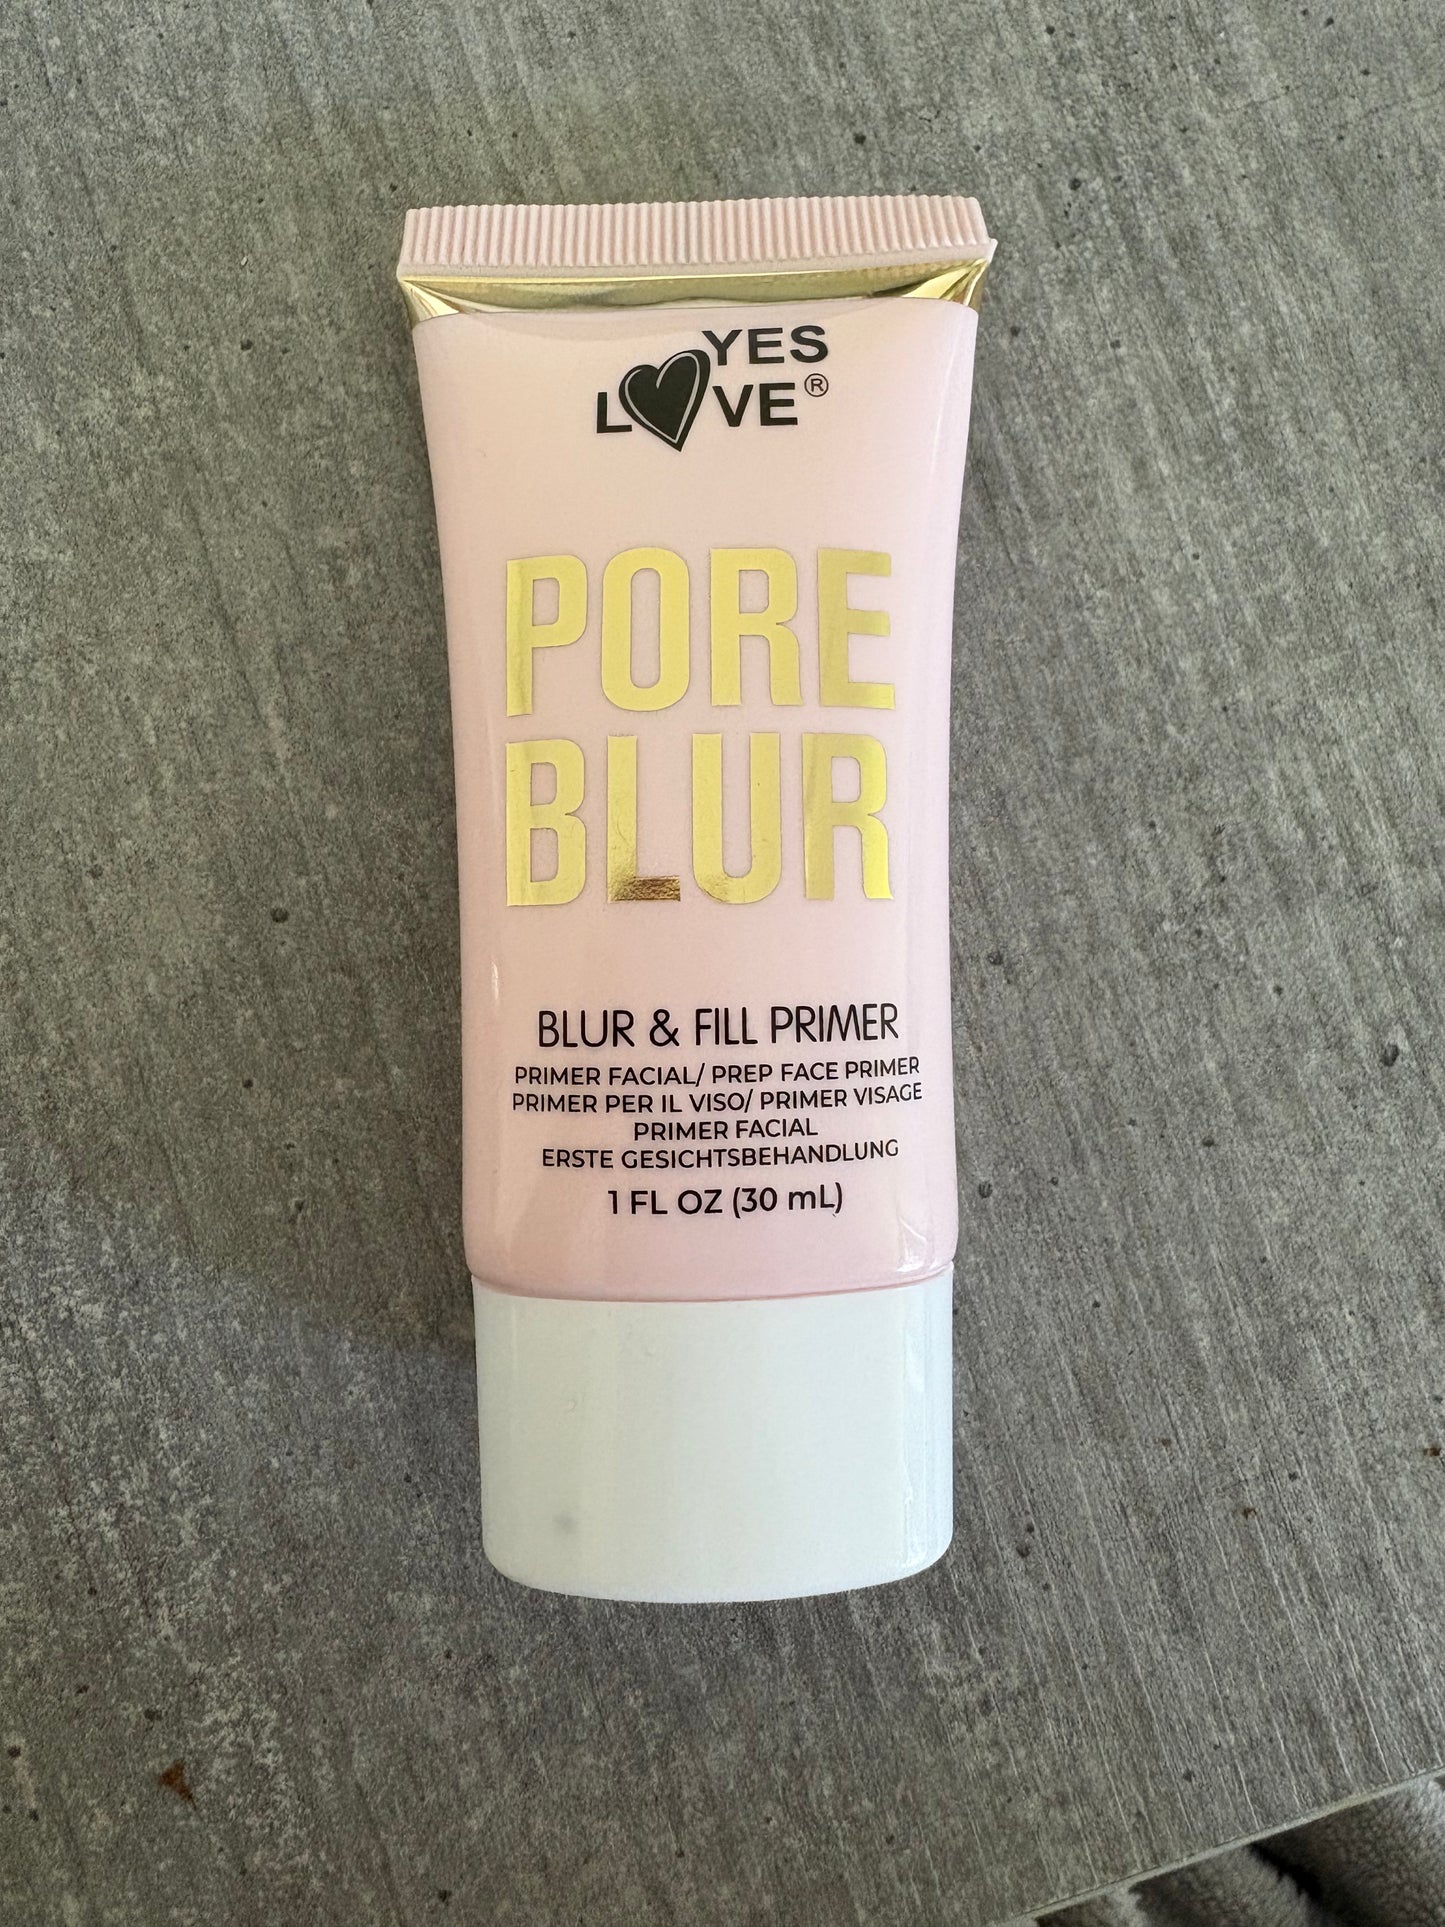 YES
LOVE®
PORE
BLUR
BLUR & FILL PRIMER
PRIMER FACIAL/ PREP FACE PRIMER
PRIMER PER IL VISO/ PRIMER VISAGE
PRIMER FACIAL
ERSTE GESICHTSBEHANDLUNG
1 FL OZ (30 mL)